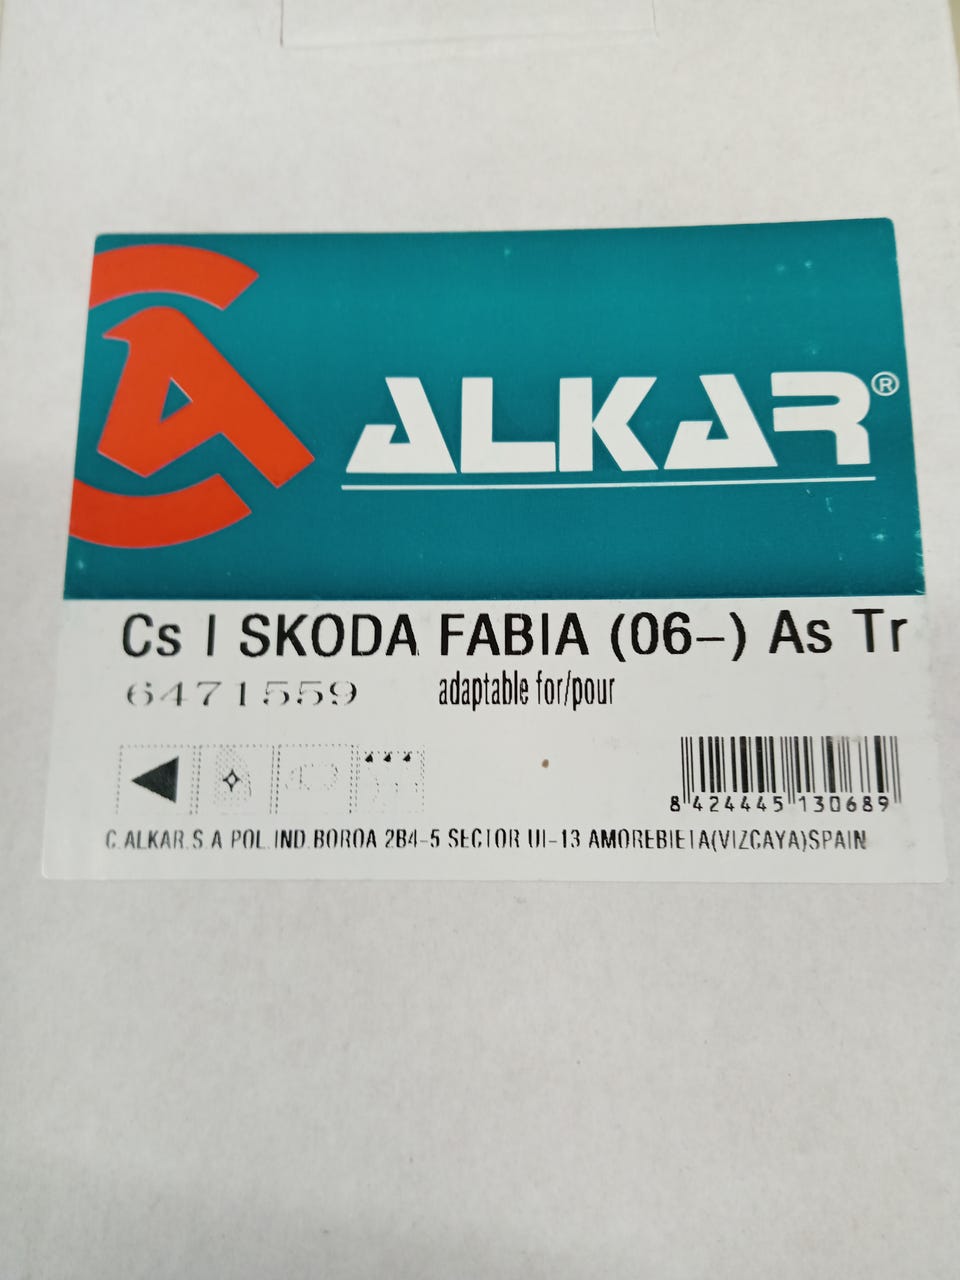 ALKAR®
Cs I SKODA FABIA (06-) As Tr
6471559 adaptable for/pour
8 424445 130689
C.ALKAR.S.A POL.IND.BOROA 2B4-5 SECTOR UI-13 AMOREBIETA(VIZCAYA)SPAIN